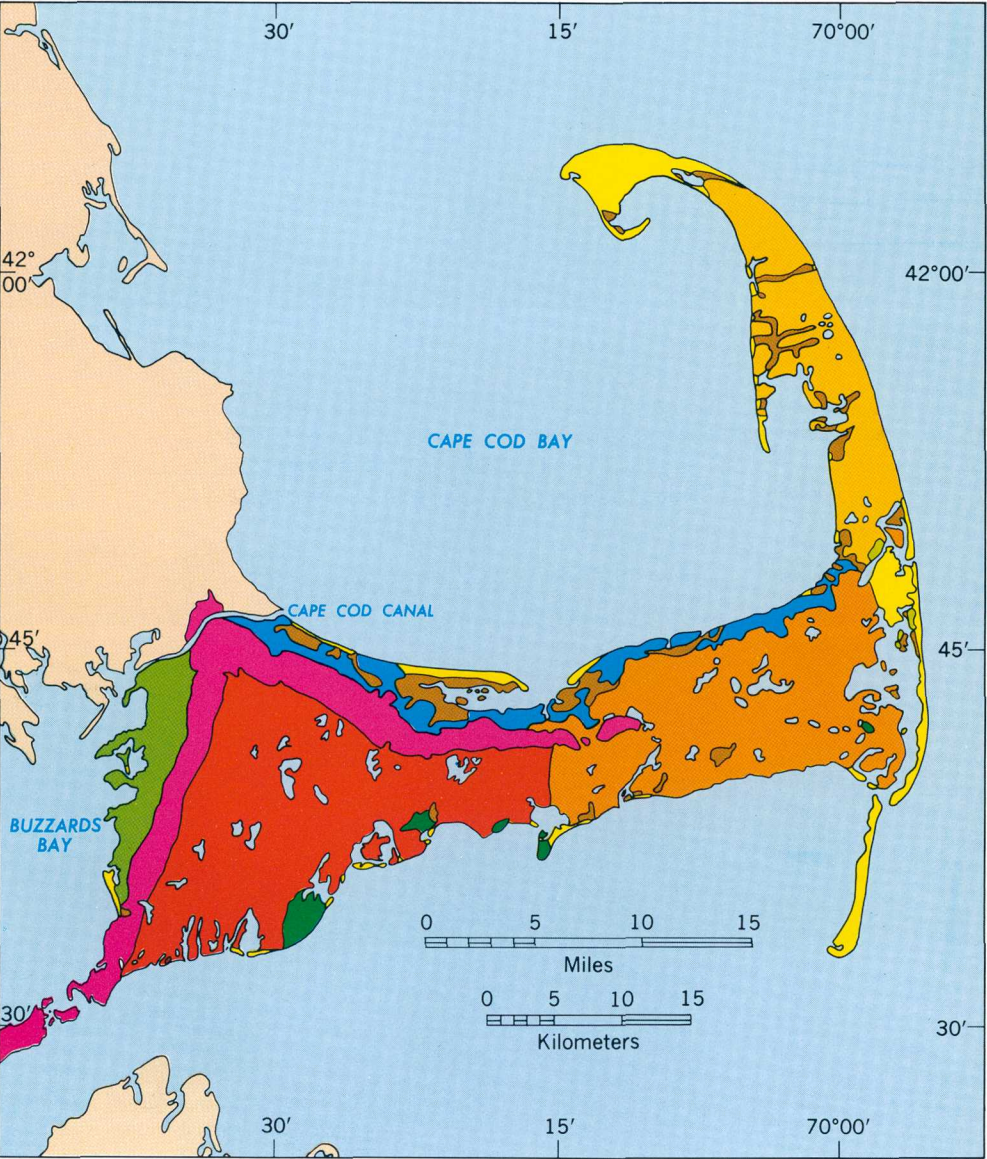 30′
15′
70°00′
42°
00′
42°00′
CAPE COD BAY
CAPE COD CANAL
45′
45′
BUZZARDS
BAY
0 5 10 15
Miles
0 5 10 15
Kilometers
30′
30′
30′
15′
70°00′